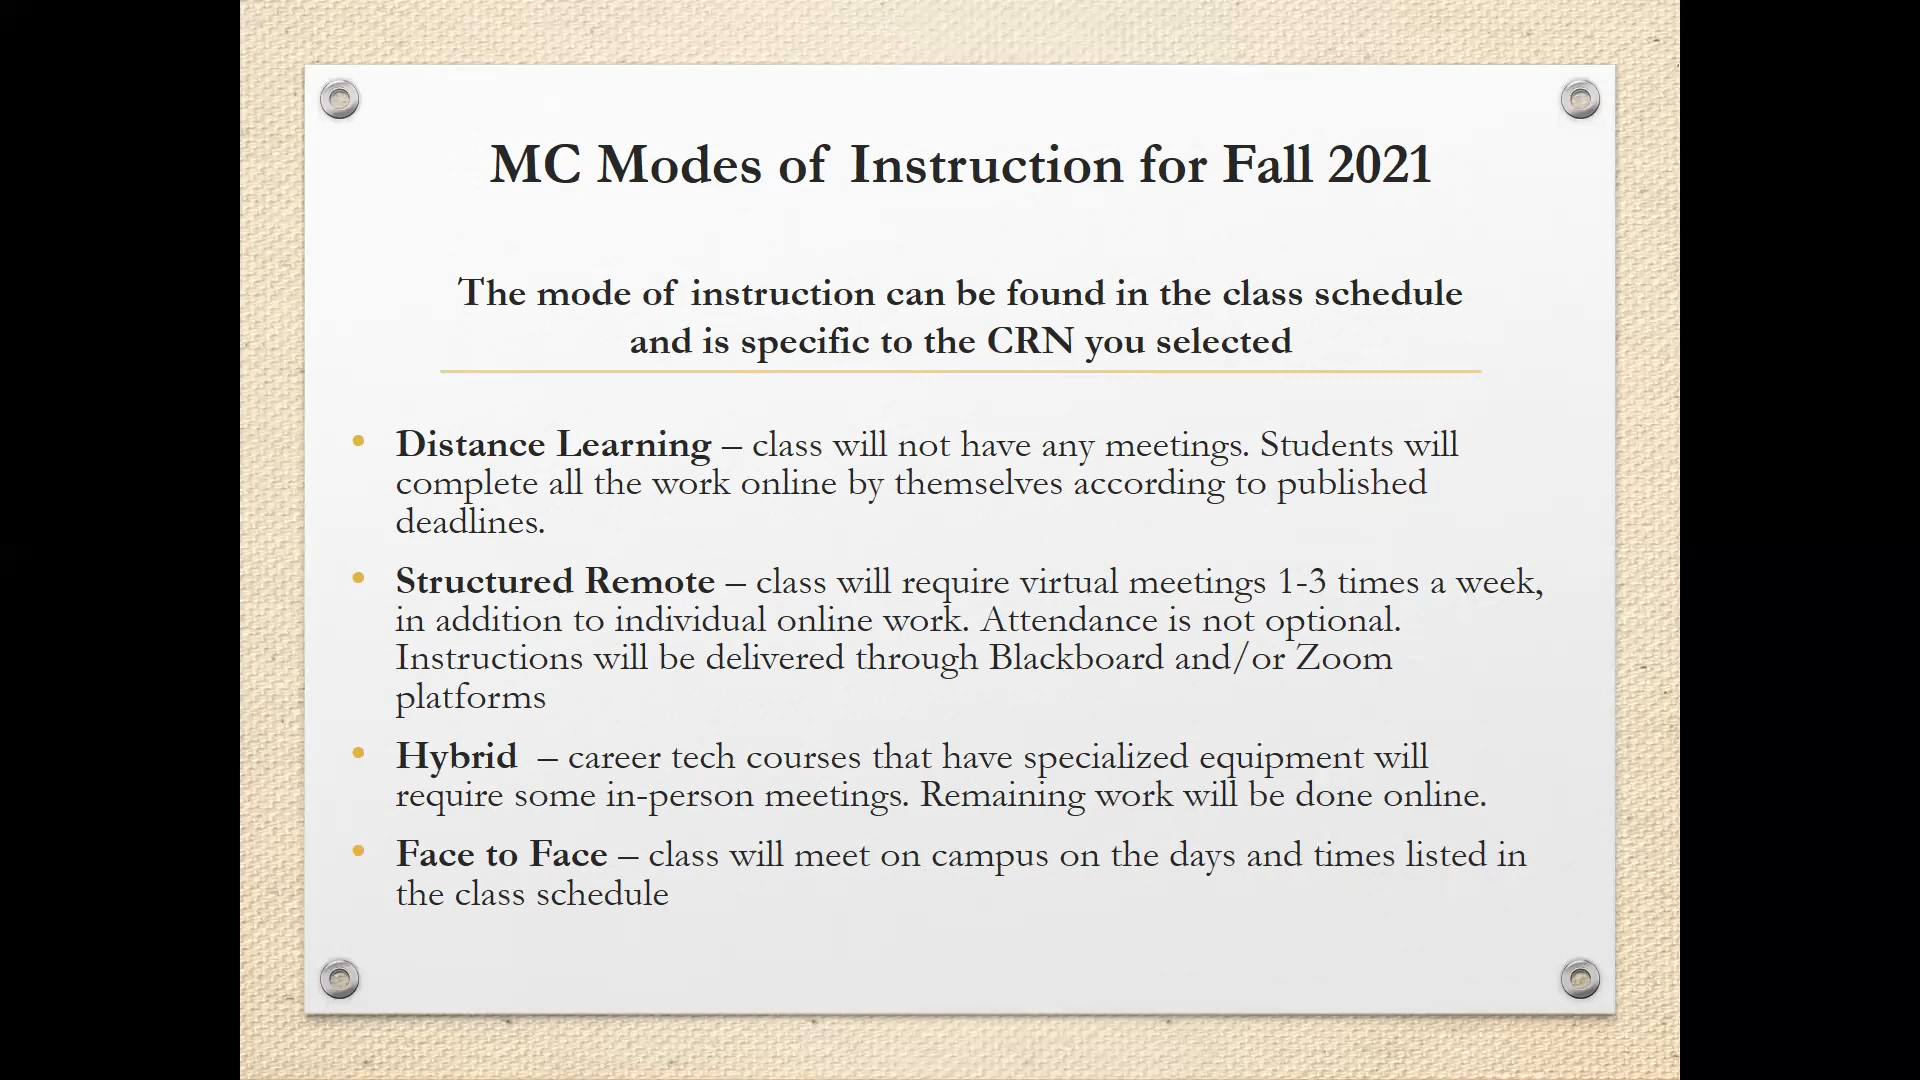 MC Modes of Instruction for Fall 2021
The mode of instruction can be found in the class schedule
and is specific to the CRN you selected
• Distance Learning – class will not have any meetings. Students will
complete all the work online by themselves according to published
deadlines.
• Structured Remote – class will require virtual meetings 1-3 times a week,
in addition to individual online work. Attendance is not optional.
Instructions will be delivered through Blackboard and/or Zoom
platforms
• Hybrid – career tech courses that have specialized equipment will
require some in-person meetings. Remaining work will be done online.
• Face to Face – class will meet on campus on the days and times listed in
the class schedule